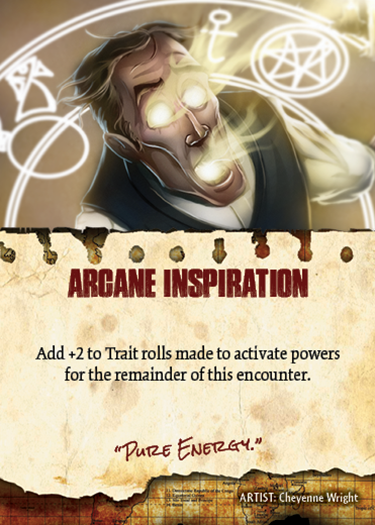 ARCANE INSPIRATION
Add +2 to Trait rolls made to activate powers
for the remainder of this encounter.
"PURE ENERGY."
ARTIST: Cheyenne Wright